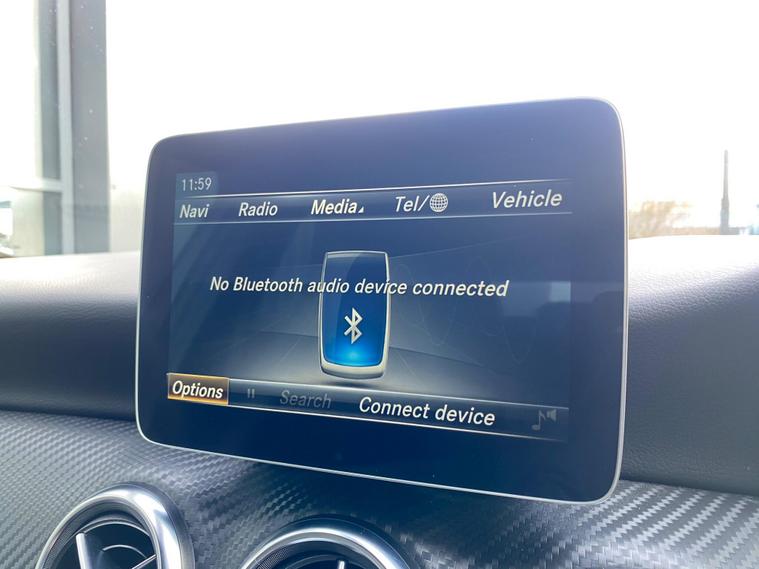 11:59
Navi Radio Media Tel/ Vehicle
No Bluetooth audio device connected
Options Search Connect device